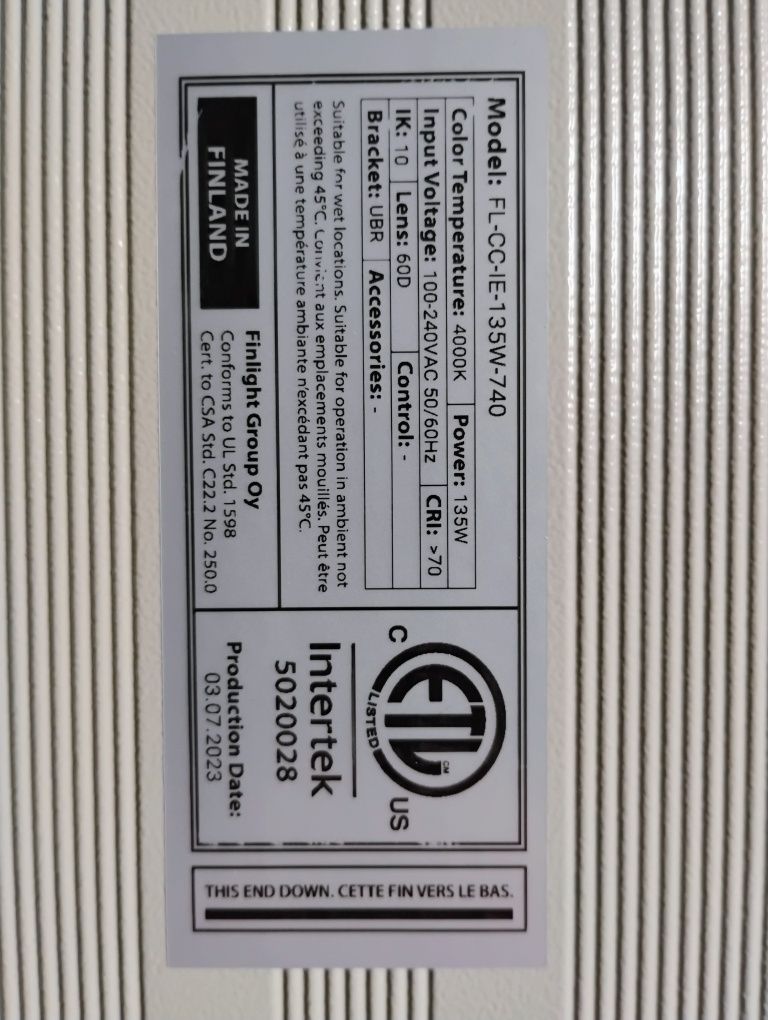 Model: FL-CC-IE-135W-740
Color Temperature: 4000K Power: 135W
Input Voltage: 100-240VAC 50/60Hz CRI: >70
IK: 10 Lens: 60D Control: -
Bracket: UBR Accessories: -
Suitable for wet locations. Suitable for operation in ambient not
exceeding 45°C. Convient aux emplacements mouillés. Peut être
utilisé à une température ambiante n'excédant pas 45°C.
MADE IN
FINLAND
Finlight Group Oy
Conforms to UL Std. 1598
Cert. to CSA Std. C22.2 No. 250.0
ETL CM
LISTED
C US
Intertek
5020028
Production Date:
03.07.2023
THIS END DOWN. CETTE FIN VERS LE BAS.